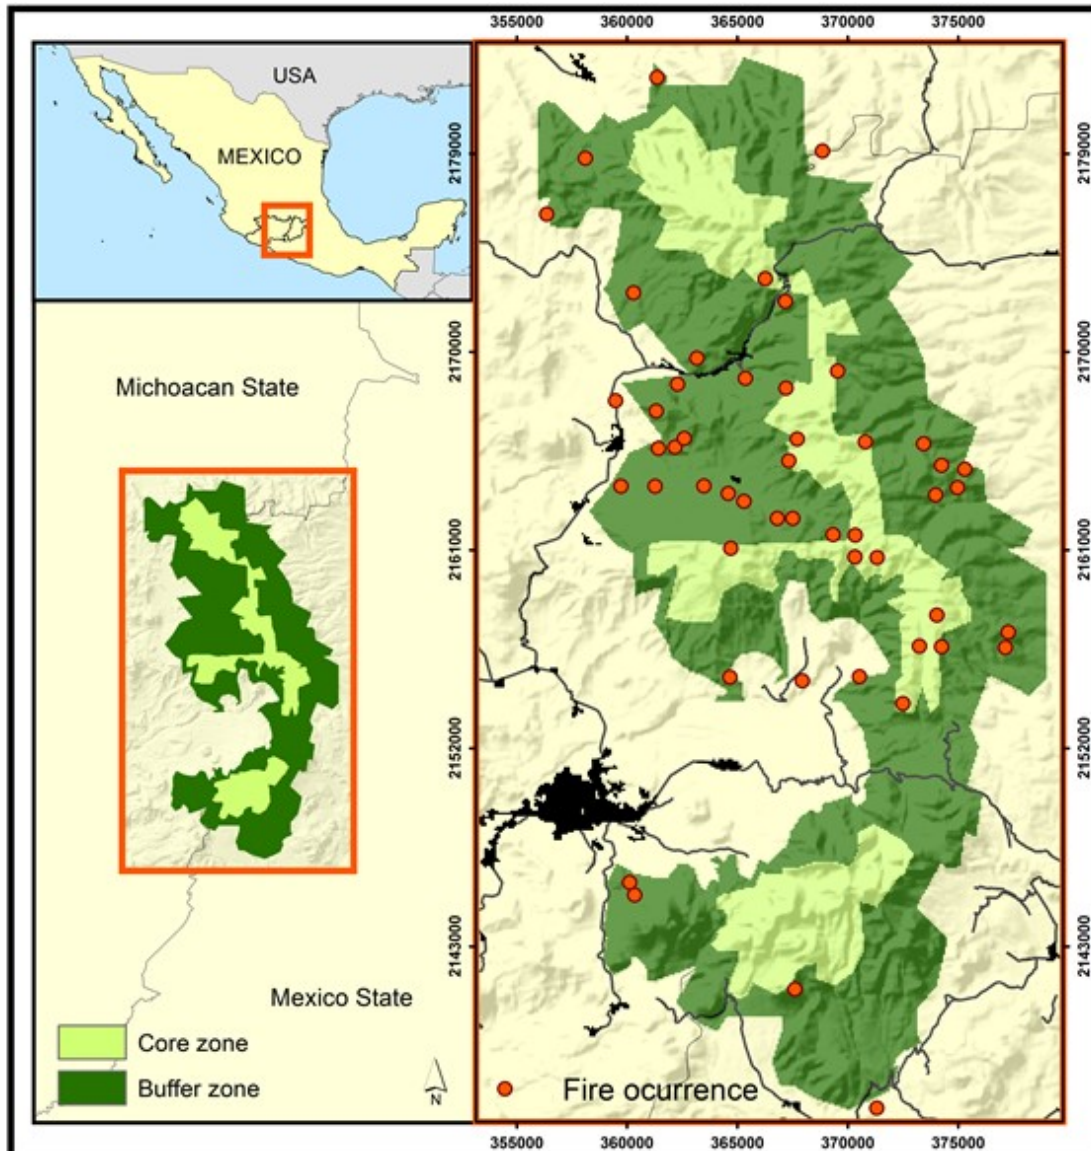 355000 360000 365000 370000 375000
USA
MEXICO
2179000
2179000
2170000
2170000
Michoacan State
2161000
2161000
2152000
2152000
2143000
2143000
Mexico State
Core zone
Buffer zone
N
Fire ocurrence
355000 360000 365000 370000 375000